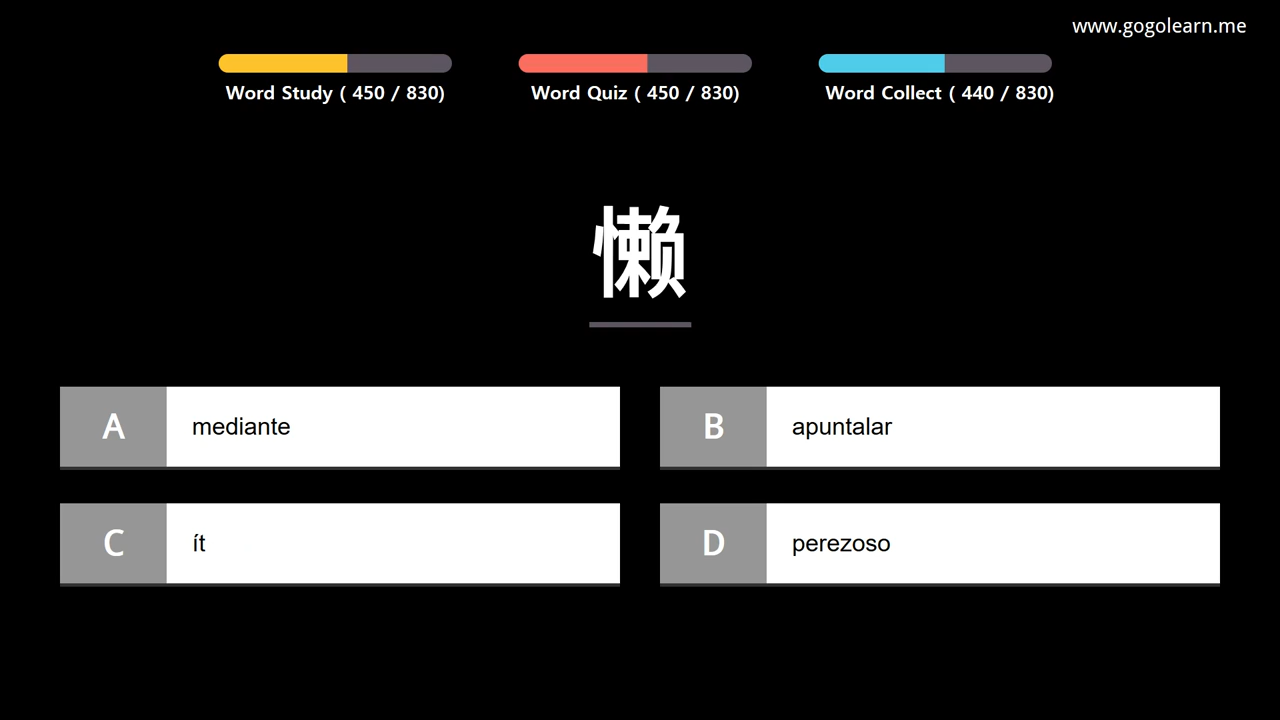 www.gogolearn.me
Word Study ( 450 / 830)
Word Quiz ( 450 / 830)
Word Collect ( 440 / 830)
懒
A mediante
B apuntalar
C ít
D perezoso